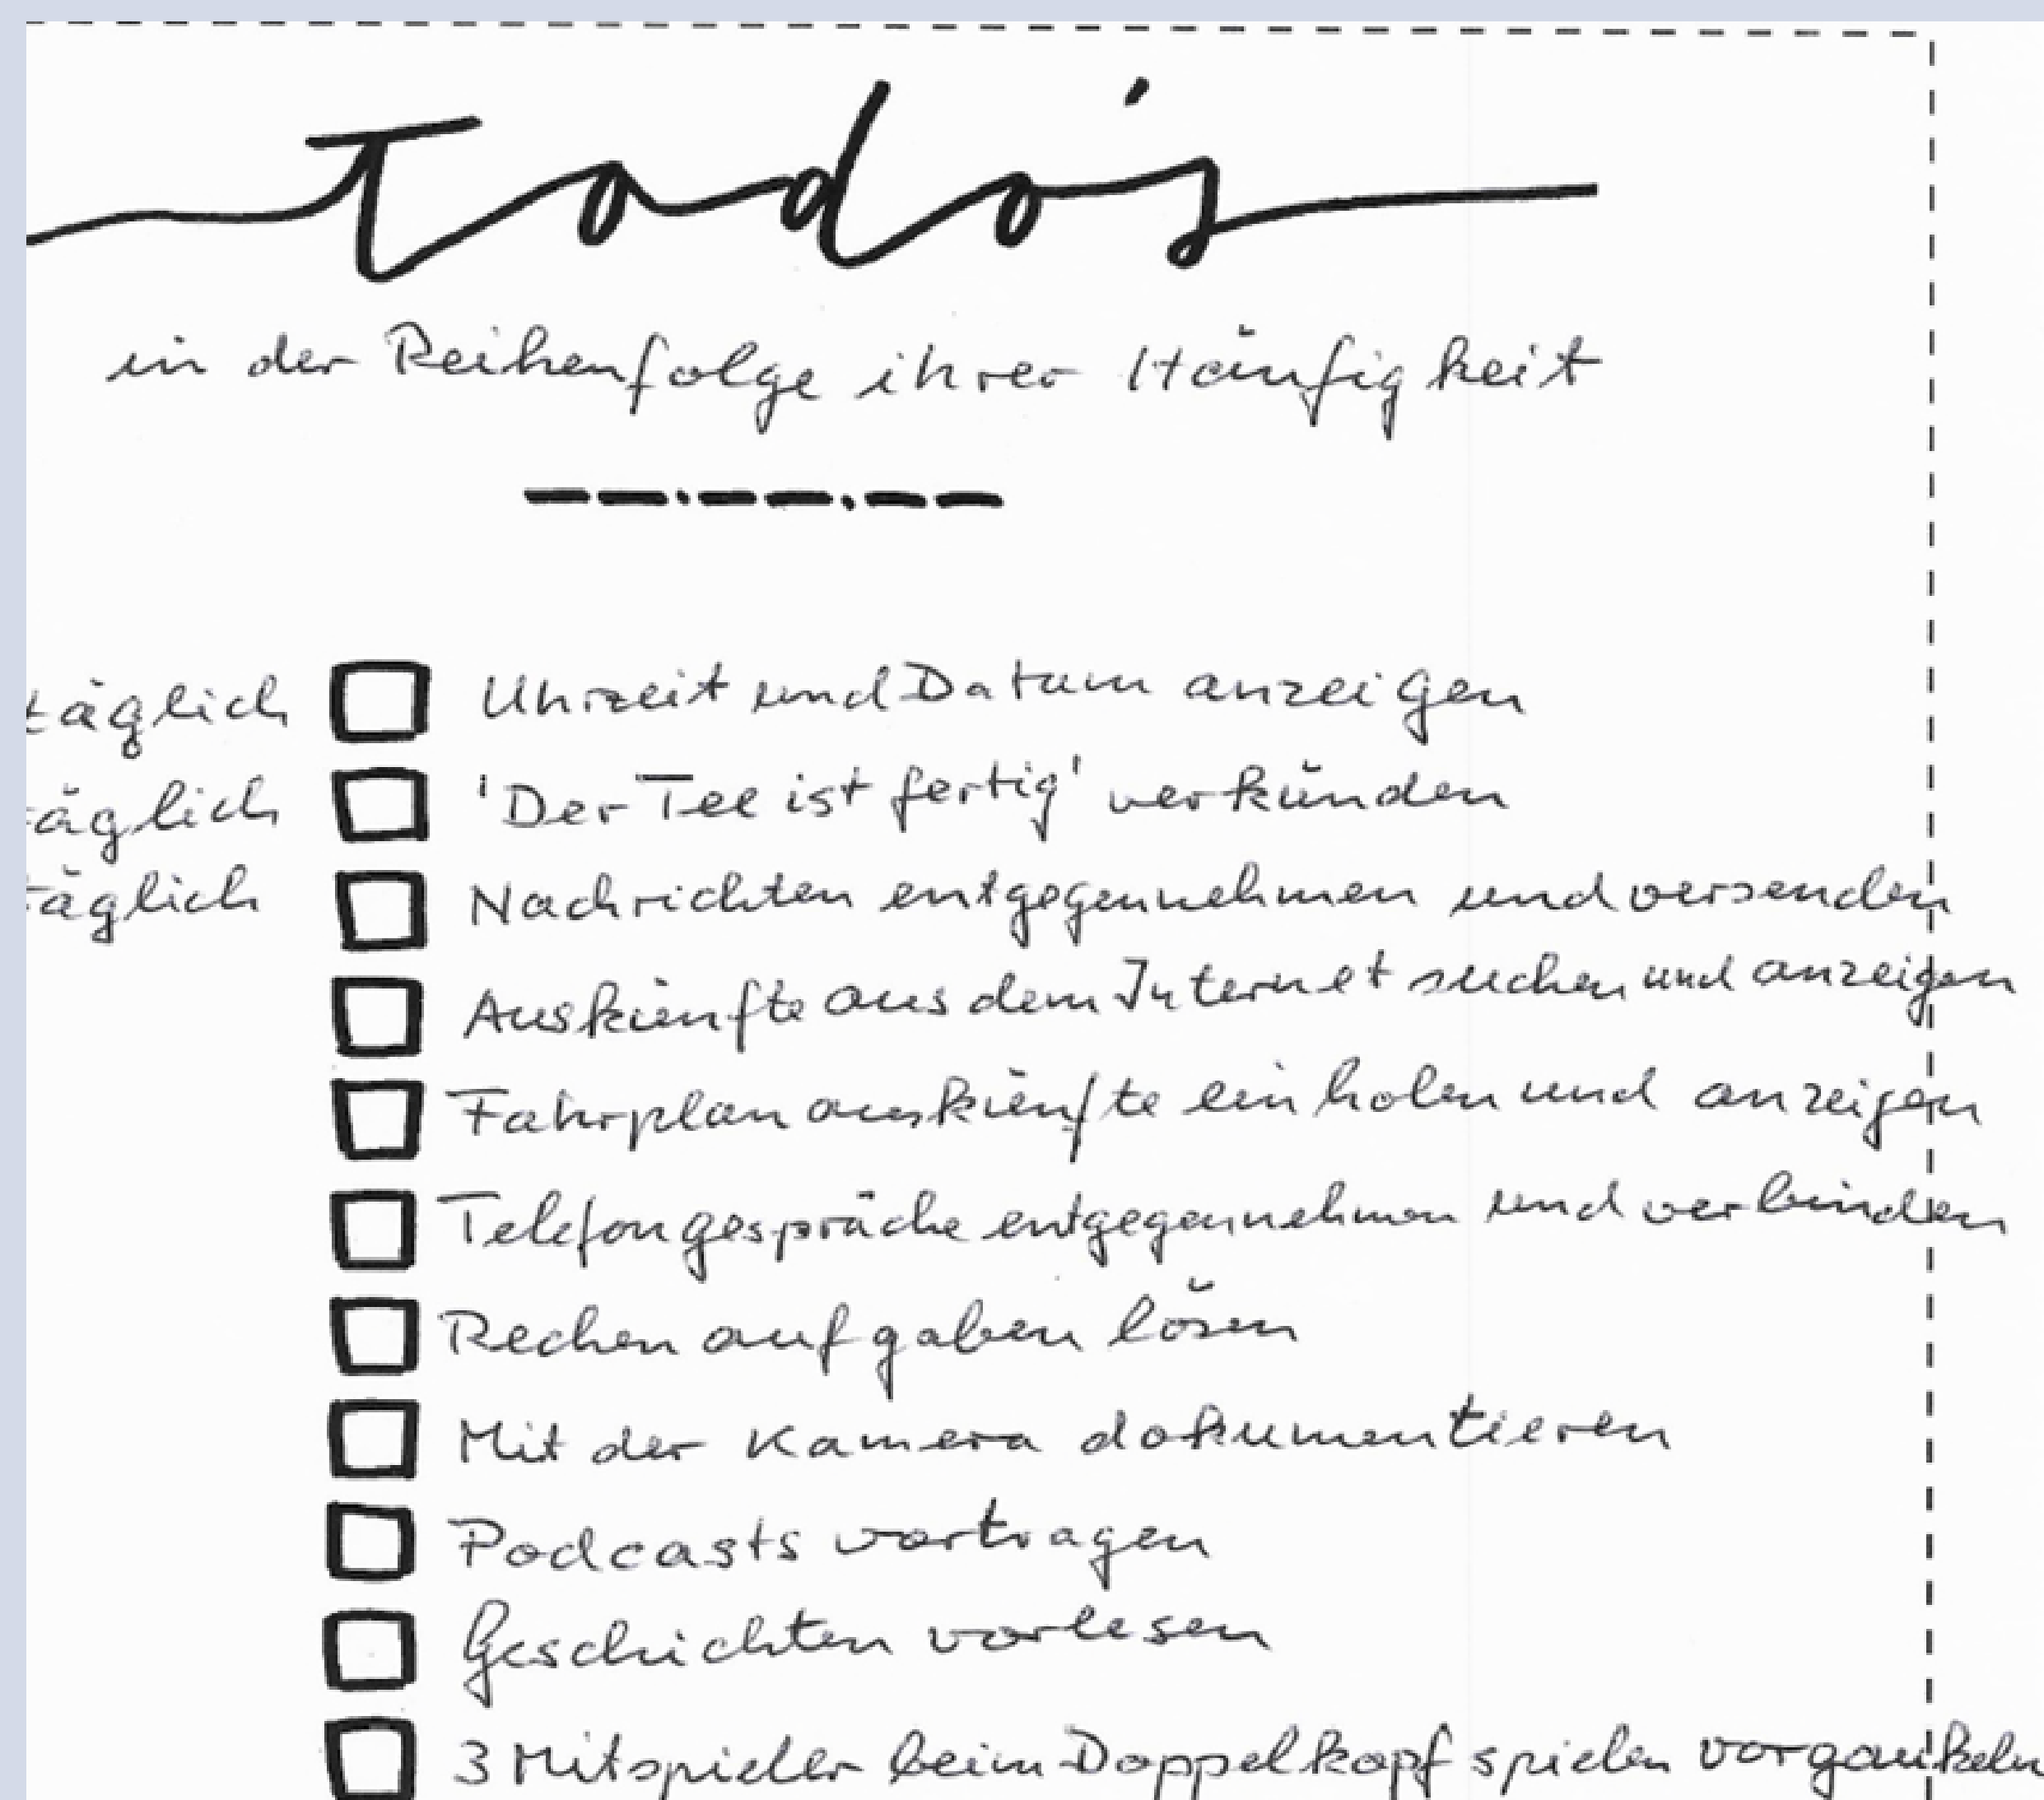 todo's
in der Reihenfolge ihrer Häufigkeit
täglich Uhrzeit und Datum anzeigen
täglich 'Der Tee ist fertig' verkünden
täglich Nachrichten entgegennehmen und versenden
Auskünfte aus dem Internet suchen und anzeigen
Fahrplanauskünfte einholen und anzeigen
Telefongespräche entgegennehmen und verbinden
Rechenaufgaben lösen
Mit der Kamera dokumentieren
Podcasts vortragen
Geschichten vorlesen
3 Mitspieler beim Doppelkopf spielen vorgaukeln